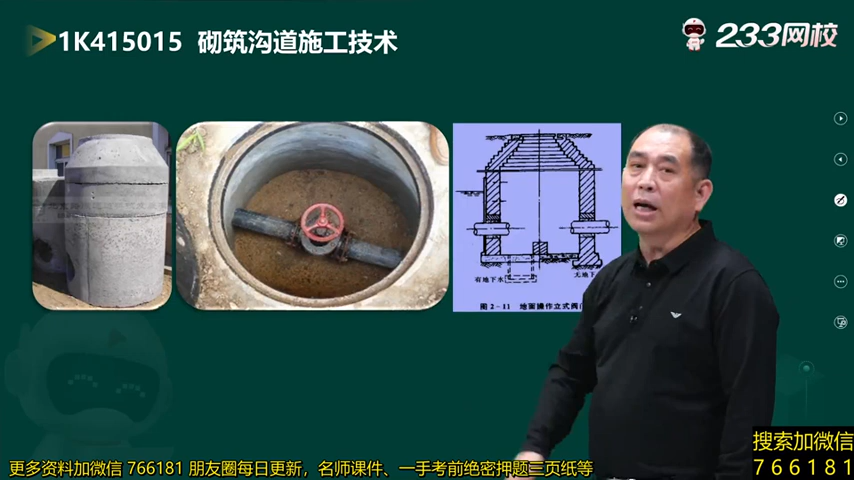 1K415015 砌筑沟道施工技术
233网校
有地下水
无地下
图2-11 地面操作立式阀门
更多资料加微信 766181 朋友圈每日更新，名师课件、一手考前绝密押题三页纸等
搜索加微信
766181